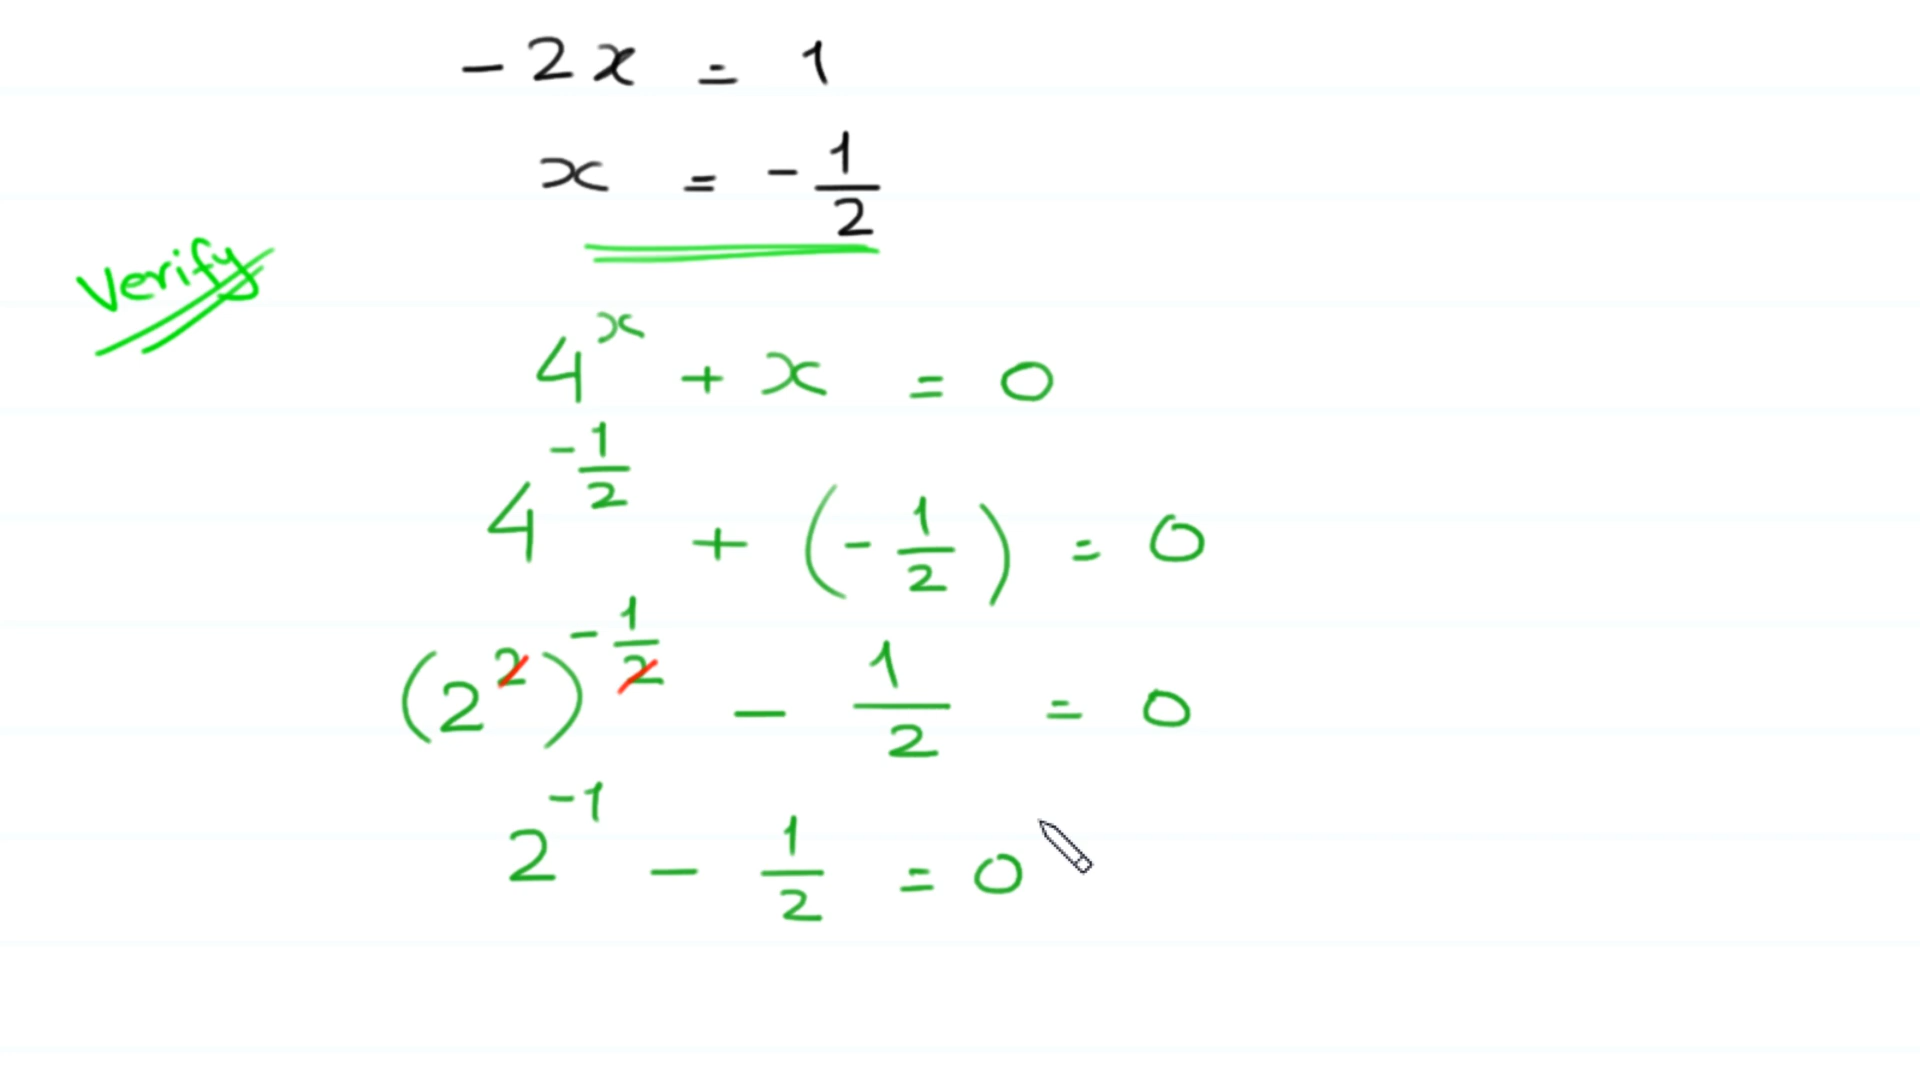 -2x = 1
x = -1/2
Verify
4^x + x = 0
4^(-1/2) + (-1/2) = 0
(2^2)^(-1/2) - 1/2 = 0
2^(-1) - 1/2 = 0